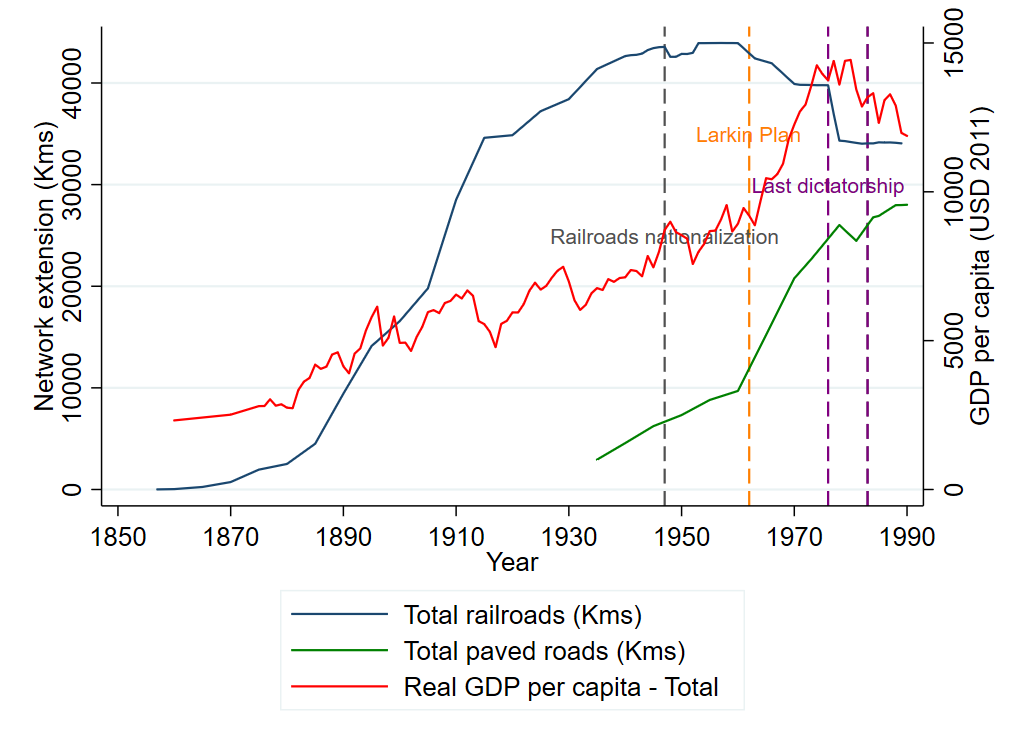 Network extension (Kms)
0
10000
20000
30000
40000
Larkin Plan
Last dictatorship
Railroads nationalization
0
5000
10000
15000
GDP per capita (USD 2011)
1850 1870 1890 1910 1930 1950 1970 1990
Year
Total railroads (Kms)
Total paved roads (Kms)
Real GDP per capita - Total